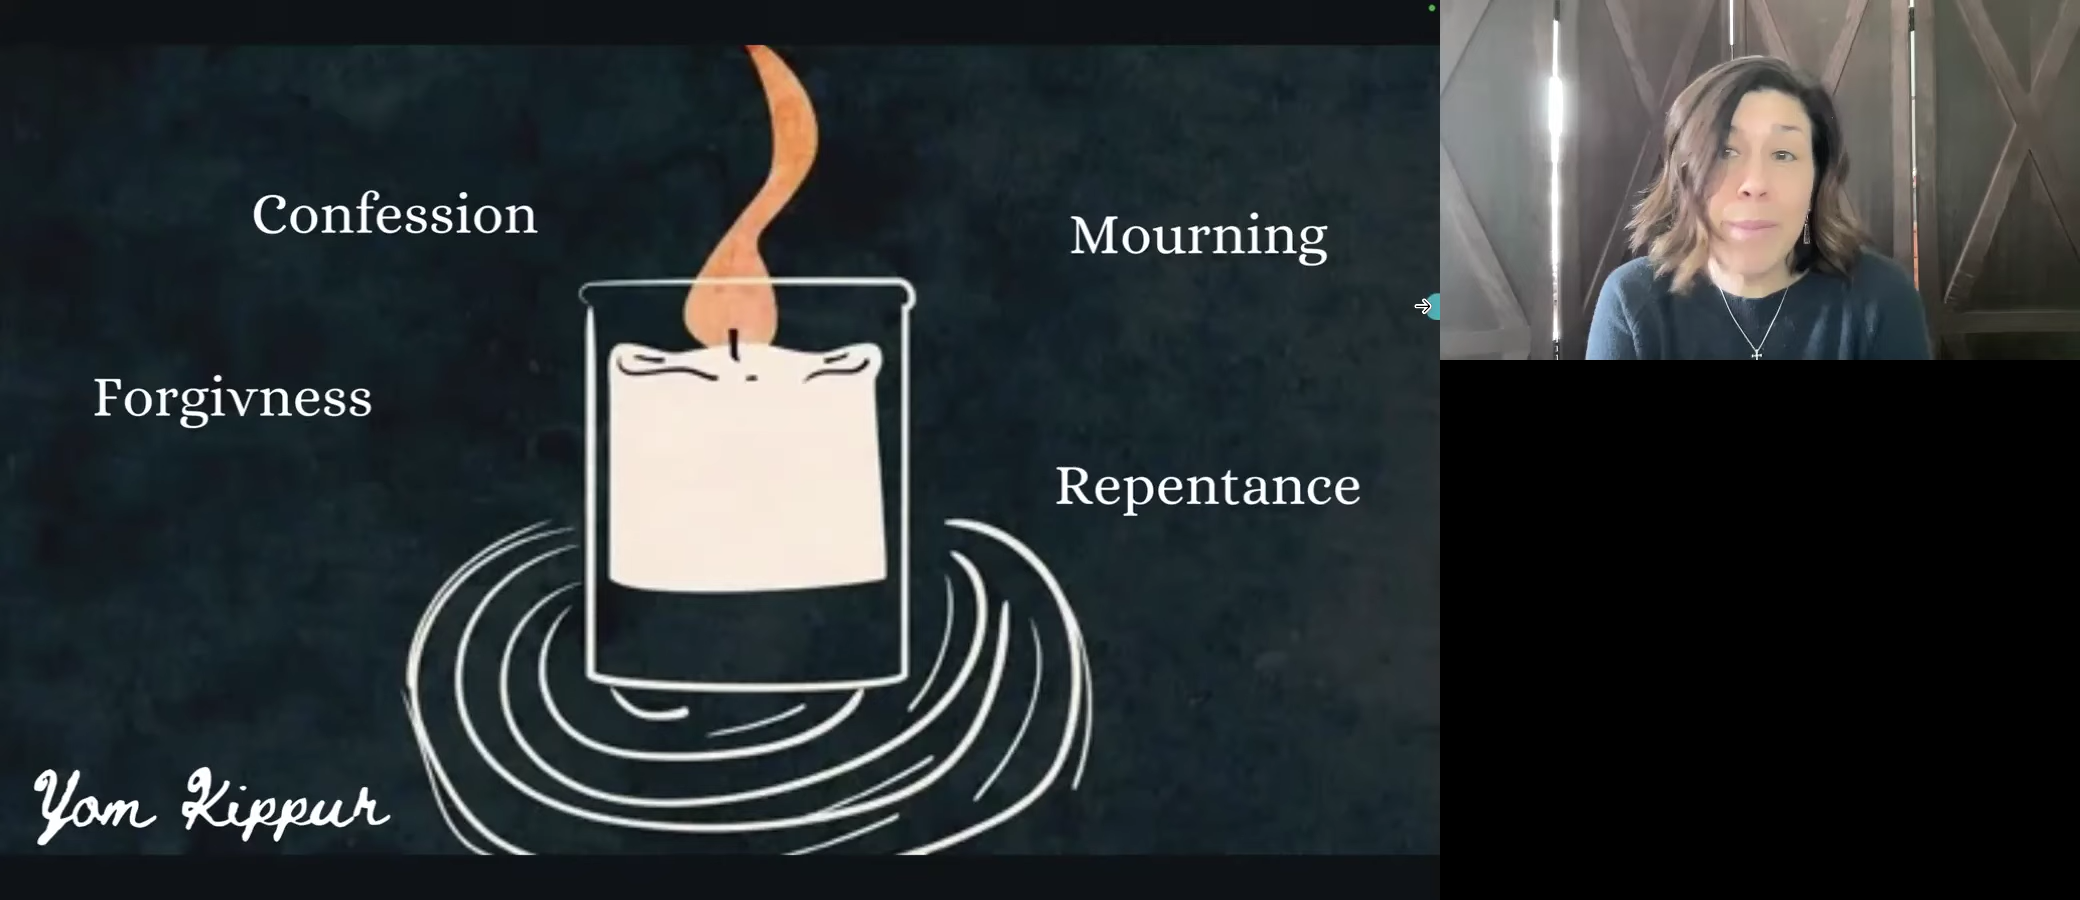 Confession
Mourning
Forgivness
Repentance
Yom Kippur